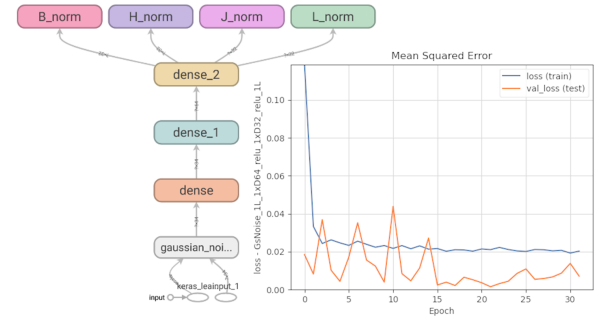 B_norm
H_norm
J_norm
L_norm
dense_2
dense_1
dense
gaussian_noi...
keras_leainput_1
input
Mean Squared Error
loss (train)
val_loss (test)
loss - GsNoise_1L_1xD64_relu_1xD32_relu_1L
0.10
0.08
0.06
0.04
0.02
0.00
0
5
10
15
20
25
30
Epoch